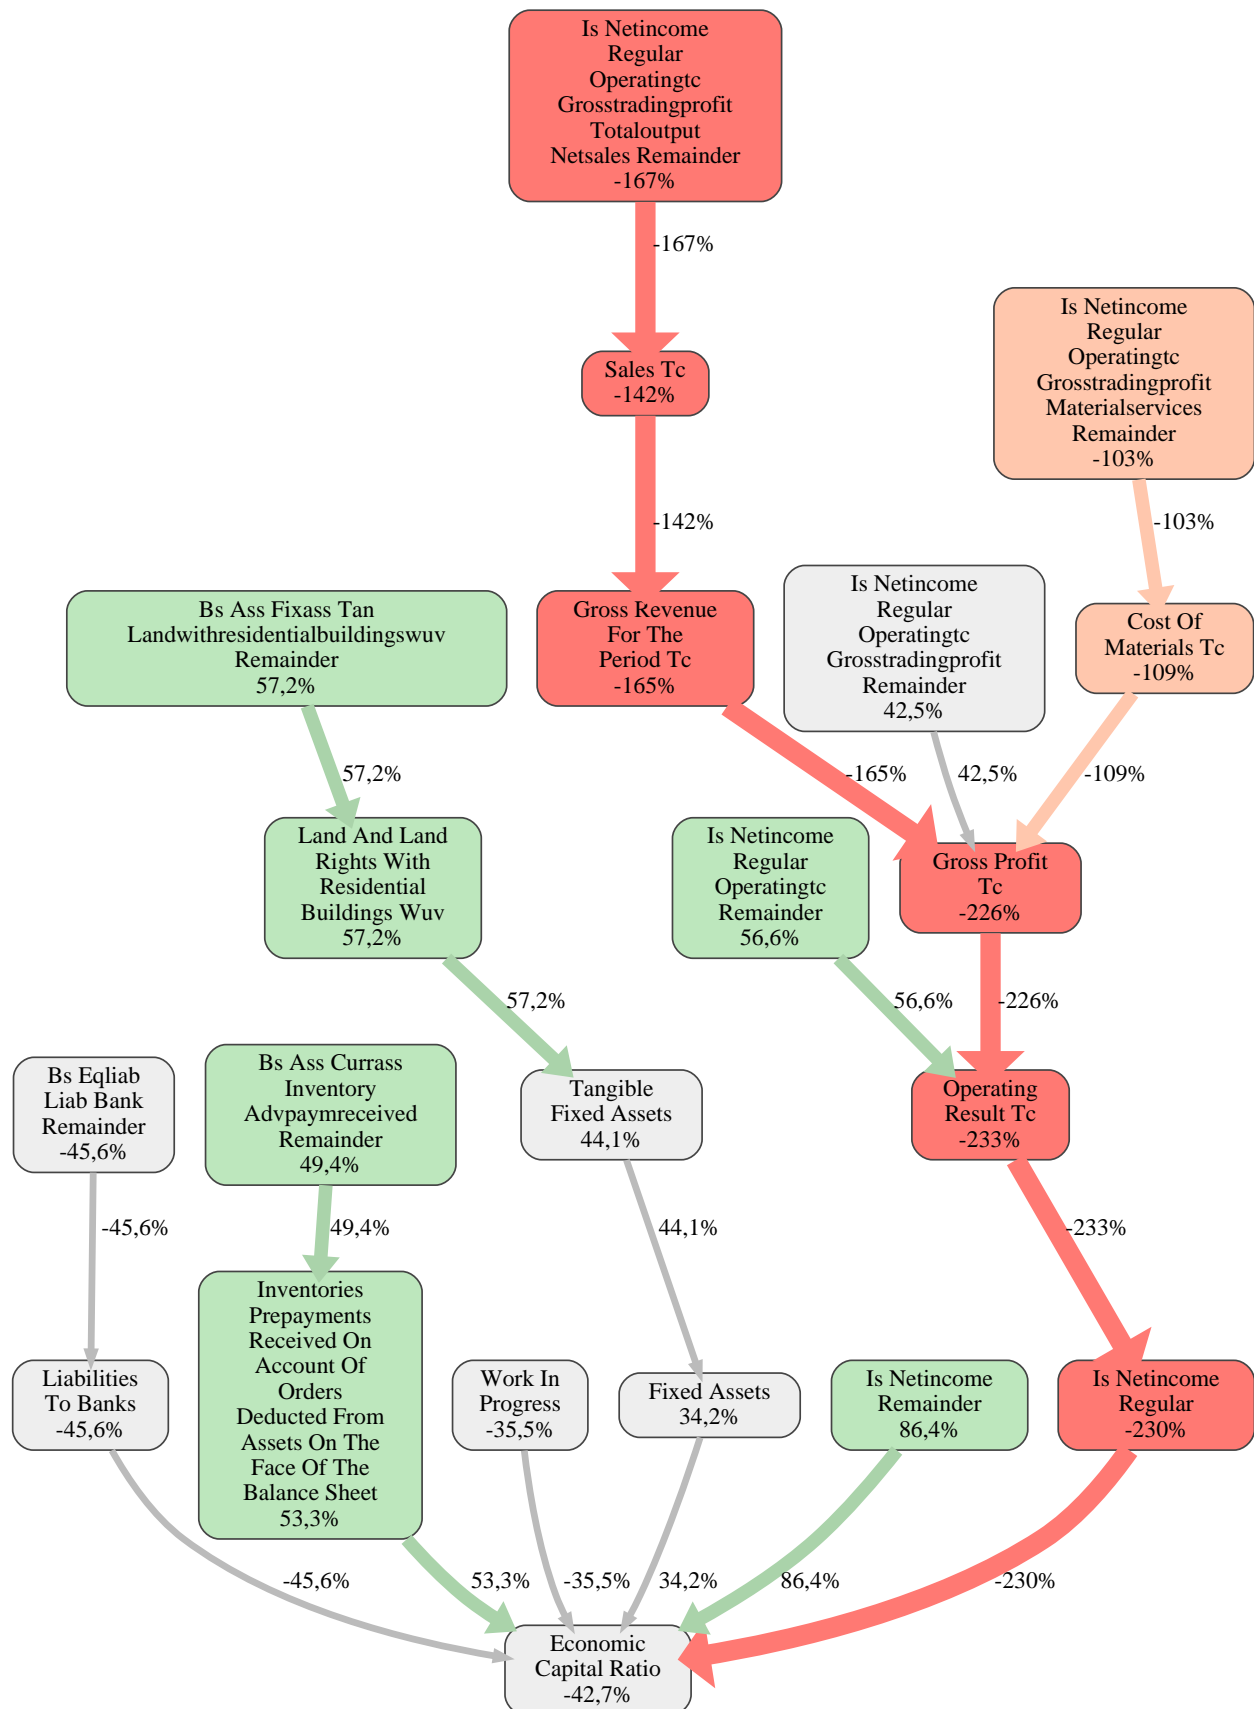 Is Netincome
Regular
Operatingtc
Grosstradingprofit
Totaloutput
Netsales Remainder
-167%
-167%
Is Netincome
Regular
Operatingtc
Grosstradingprofit
Materialservices
Remainder
-103%
Sales Tc
-142%
-142%
-103%
Bs Ass Fixass Tan
Landwithresidentialbuildingswuv
Remainder
57,2%
Gross Revenue
For The
Period Tc
-165%
Is Netincome
Regular
Operatingtc
Grosstradingprofit
Remainder
42,5%
Cost Of
Materials Tc
-109%
57,2%
-165%
42,5%
-109%
Land And Land
Rights With
Residential
Buildings Wuv
57,2%
Is Netincome
Regular
Operatingtc
Remainder
56,6%
Gross Profit
Tc
-226%
57,2%
56,6%
-226%
Bs Eqliab
Liab Bank
Remainder
-45,6%
Bs Ass Currass
Inventory
Advpaymreceived
Remainder
49,4%
Tangible
Fixed Assets
44,1%
Operating
Result Tc
-233%
-45,6%
49,4%
44,1%
-233%
Liabilities
To Banks
-45,6%
Inventories
Prepayments
Received On
Account Of
Orders
Deducted From
Assets On The
Face Of The
Balance Sheet
53,3%
Work In
Progress
-35,5%
Fixed Assets
34,2%
Is Netincome
Remainder
86,4%
Is Netincome
Regular
-230%
-45,6%
53,3%
-35,5%
34,2%
86,4%
-230%
Economic
Capital Ratio
-42,7%